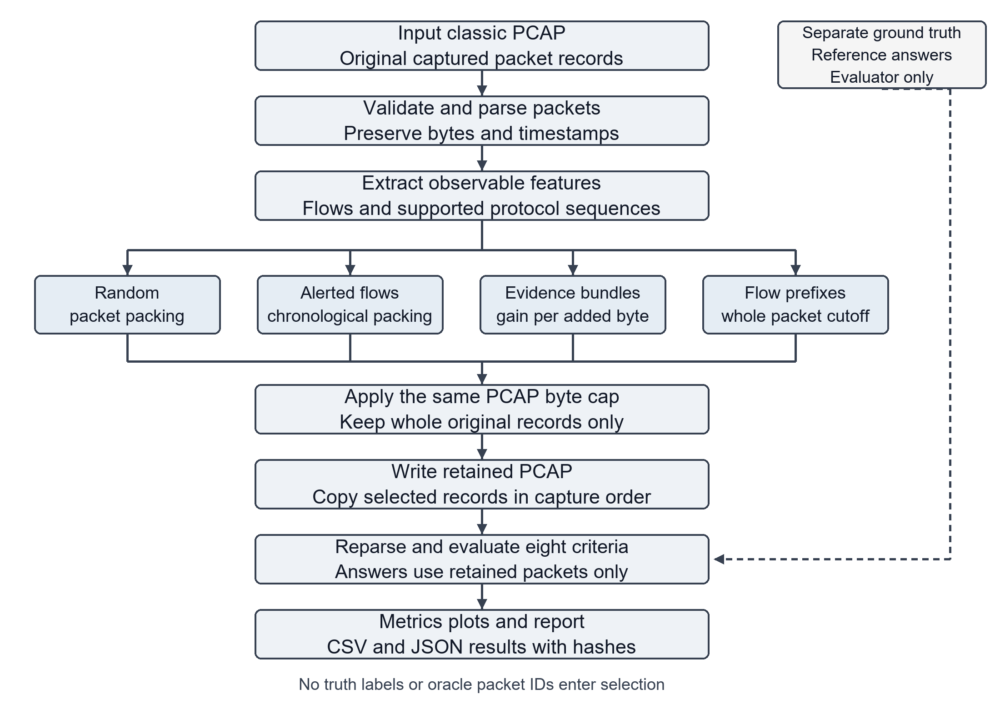 Input classic PCAP
Original captured packet records
Separate ground truth
Reference answers
Evaluator only
Validate and parse packets
Preserve bytes and timestamps
Extract observable features
Flows and supported protocol sequences
Random
packet packing
Alerted flows
chronological packing
Evidence bundles
gain per added byte
Flow prefixes
whole packet cutoff
Apply the same PCAP byte cap
Keep whole original records only
Write retained PCAP
Copy selected records in capture order
Reparse and evaluate eight criteria
Answers use retained packets only
Metrics plots and report
CSV and JSON results with hashes
No truth labels or oracle packet IDs enter selection